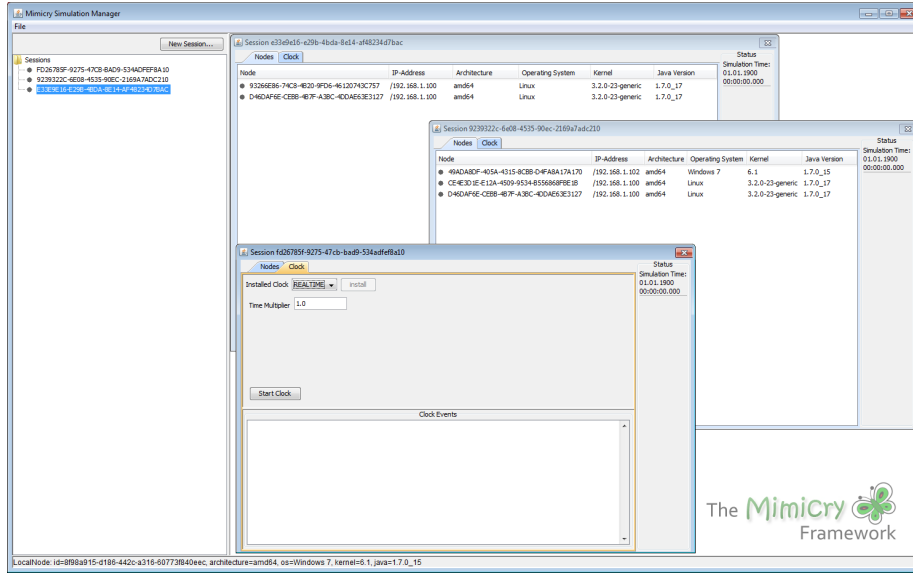 Mimicry Simulation Manager
File
New Session...
Sessions
FD26785F-9275-47CB-BAD9-534ADFEF8A10
9239322C-6E08-4535-90EC-2169A7ADC210
E33E9E16-E29B-4BDA-8E14-AF48234D7BAC
Session e33e9e16-e29b-4bda-8e14-af48234d7bac
Nodes Clock
Status
Simulation Time:
01.01.1900
00:00:00.000
Node IP-Address Architecture Operating System Kernel Java Version
93266E86-74C8-4B20-9FD6-46120743C757 /192.168.1.100 amd64 Linux 3.2.0-23-generic 1.7.0_17
D46DAF6E-CEBB-4B7F-A3BC-4DDAE63E3127 /192.168.1.100 amd64 Linux 3.2.0-23-generic 1.7.0_17
Session 9239322c-6e08-4535-90ec-2169a7adc210
Nodes Clock
Status
Simulation Time:
01.01.1900
00:00:00.000
Node IP-Address Architecture Operating System Kernel Java Version
49ADA8DF-405A-4315-8CBB-D4FA8A17A170 /192.168.1.102 amd64 Windows 7 6.1 1.7.0_15
CE4E3D1E-E12A-4509-9534-B556868FBE1B /192.168.1.100 amd64 Linux 3.2.0-23-generic 1.7.0_17
D46DAF6E-CEBB-4B7F-A3BC-4DDAE63E3127 /192.168.1.100 amd64 Linux 3.2.0-23-generic 1.7.0_17
Session fd26785f-9275-47cb-bad9-534adfef8a10
Nodes Clock
Status
Simulation Time:
01.01.1900
00:00:00.000
Installed Clock REALTIME install
Time Multiplier 1.0
Start Clock
Clock Events
The Mimicry
Framework
LocalNode: id=8f98a915-d186-442c-a316-60773f840eec, architecture=amd64, os=Windows 7, kernel=6.1, java=1.7.0_15